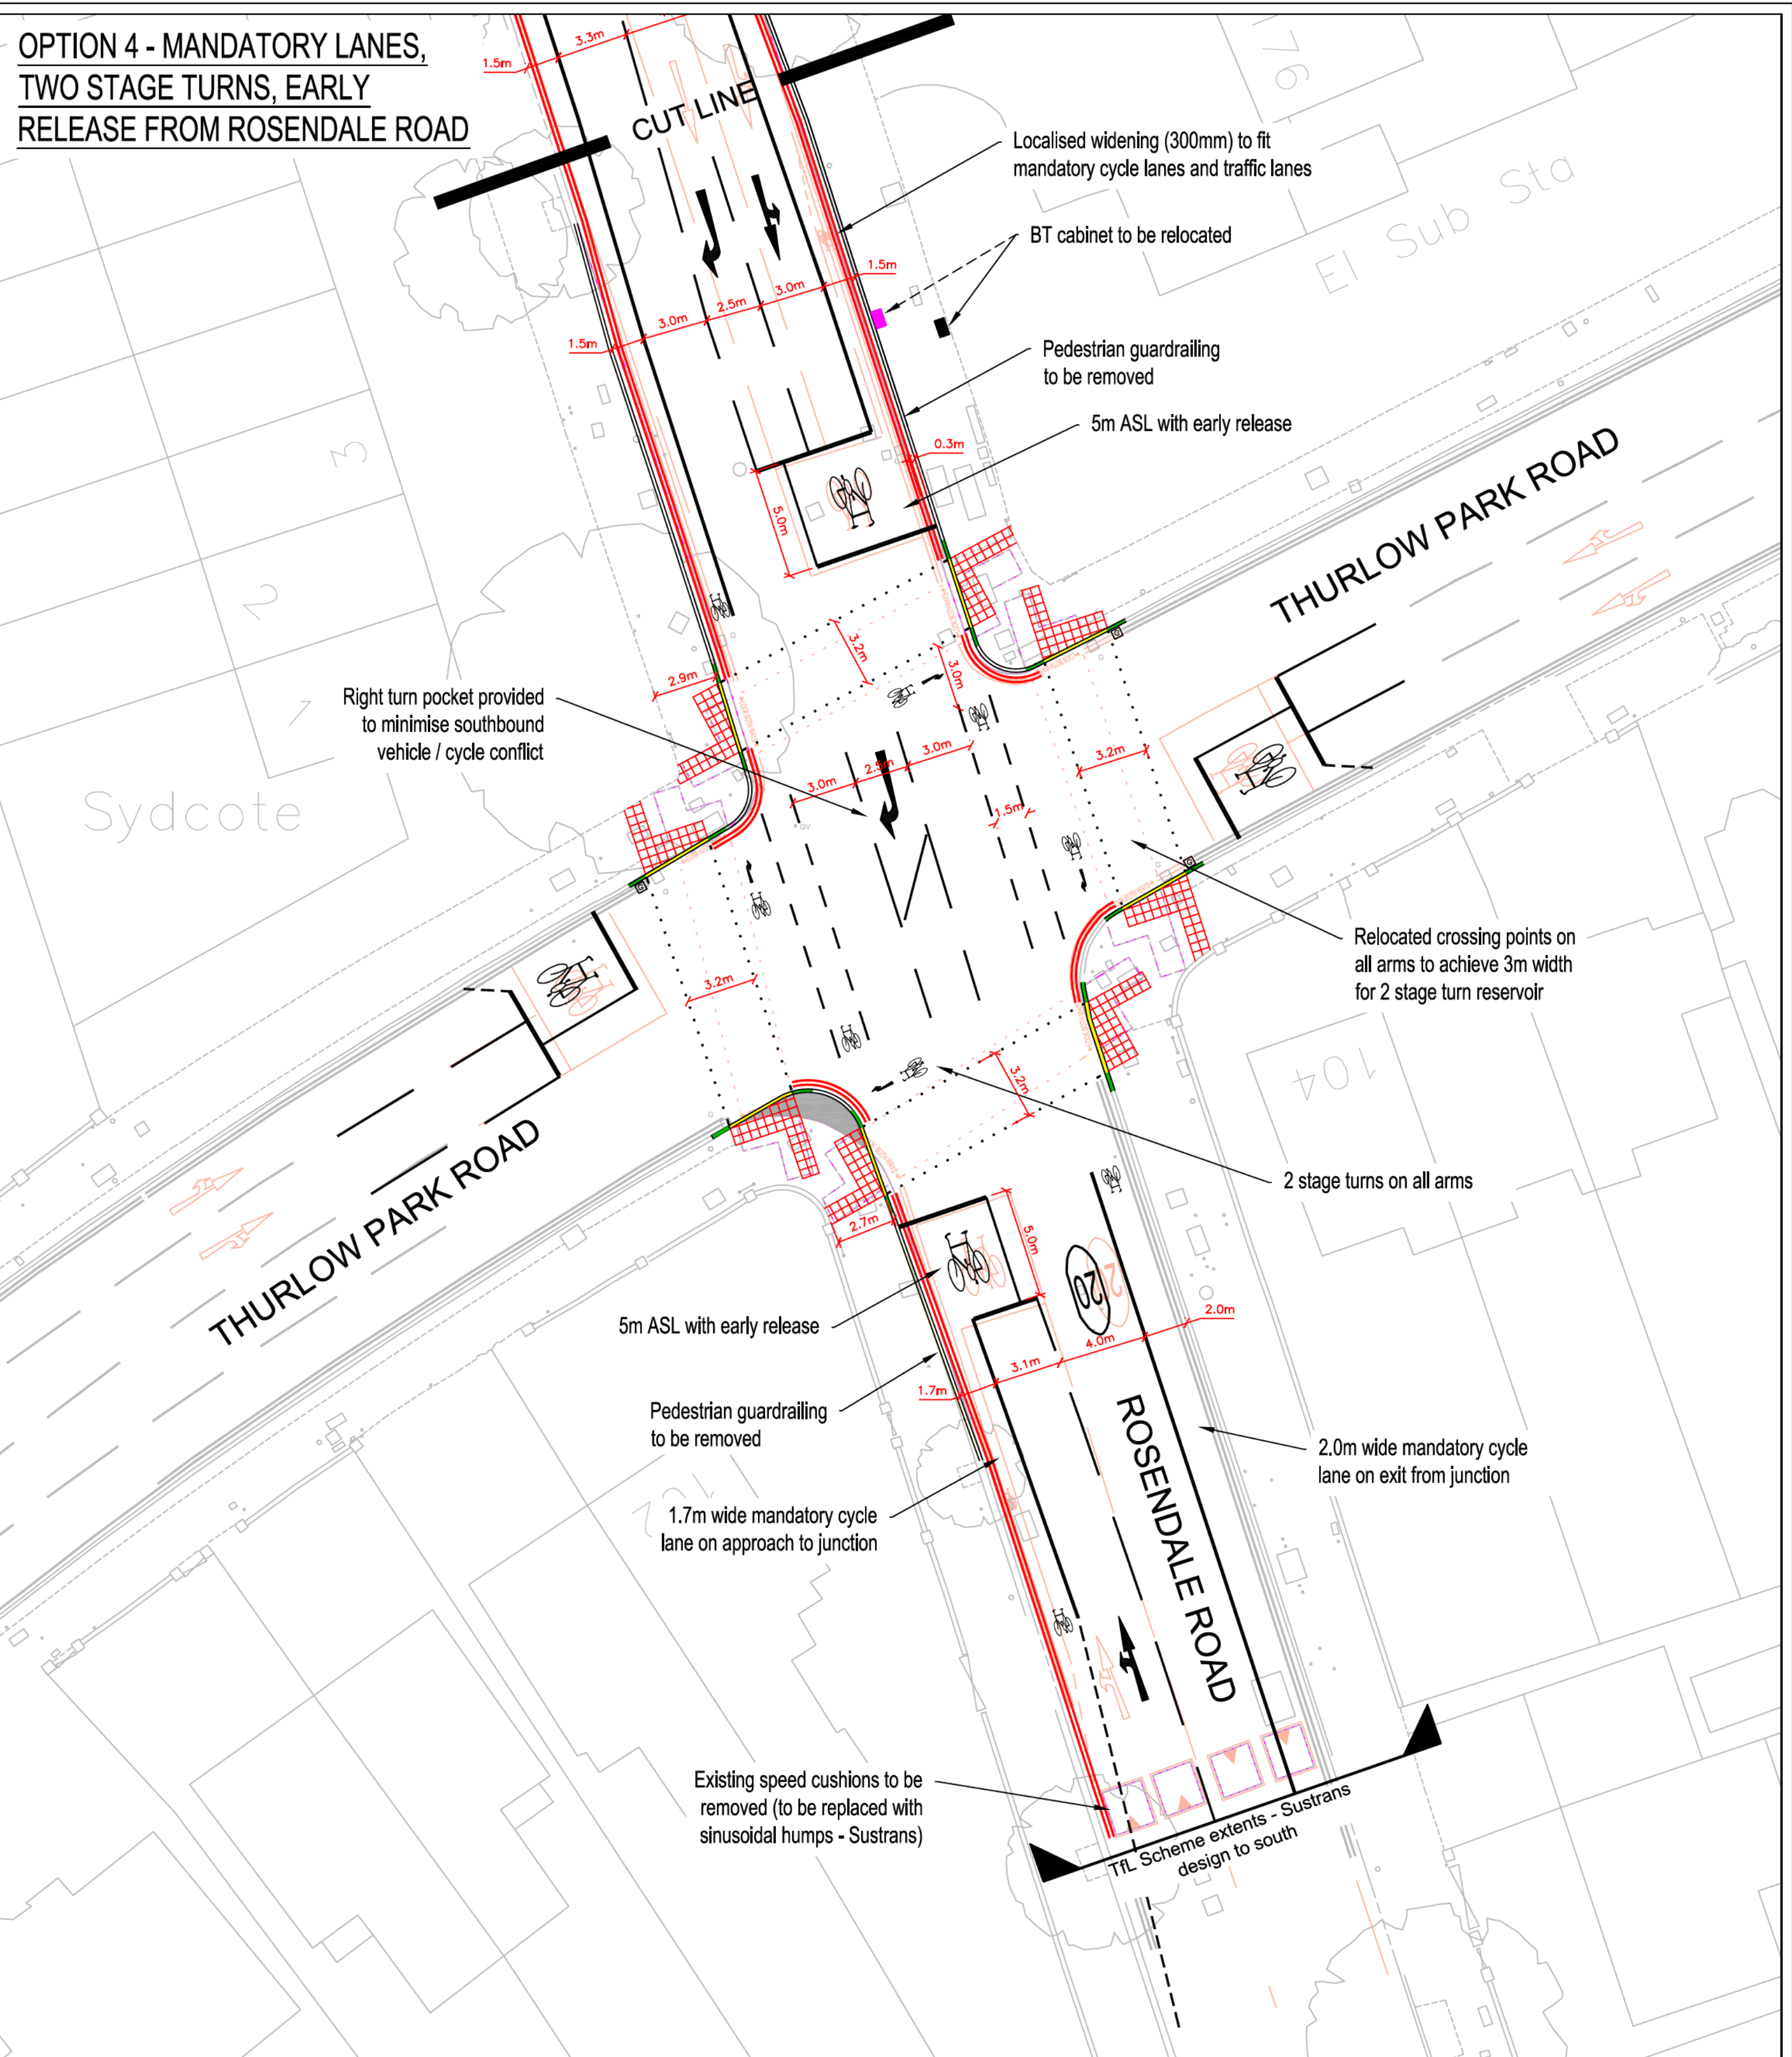 OPTION 4 - MANDATORY LANES,
TWO STAGE TURNS, EARLY
RELEASE FROM ROSENDALE ROAD
3.3m
1.5m
CUT LINE
76
Localised widening (300mm) to fit
mandatory cycle lanes and traffic lanes
El Sub Sta
BT cabinet to be relocated
1.5m
3.0m
2.5m
3.0m
1.5m
Pedestrian guardrailing
to be removed
5m ASL with early release
0.3m
3
5.0m
THURLOW PARK ROAD
2
3.2m
3.0m
2.9m
Right turn pocket provided
to minimise southbound
vehicle / cycle conflict
1
3.0m
2.5m
3.0m
3.2m
1.5m
Sydcote
av
Relocated crossing points on
all arms to achieve 3m width
for 2 stage turn reservoir
3.2m
104
3.2m
2 stage turns on all arms
THURLOW PARK ROAD
2.7m
5.0m
20
2.0m
5m ASL with early release
4.0m
3.1m
1.7m
Pedestrian guardrailing
to be removed
ROSENDALE ROAD
2.0m wide mandatory cycle
lane on exit from junction
1.7m wide mandatory cycle
lane on approach to junction
Existing speed cushions to be
removed (to be replaced with
sinusoidal humps - Sustrans)
TfL Scheme extents - Sustrans
design to south